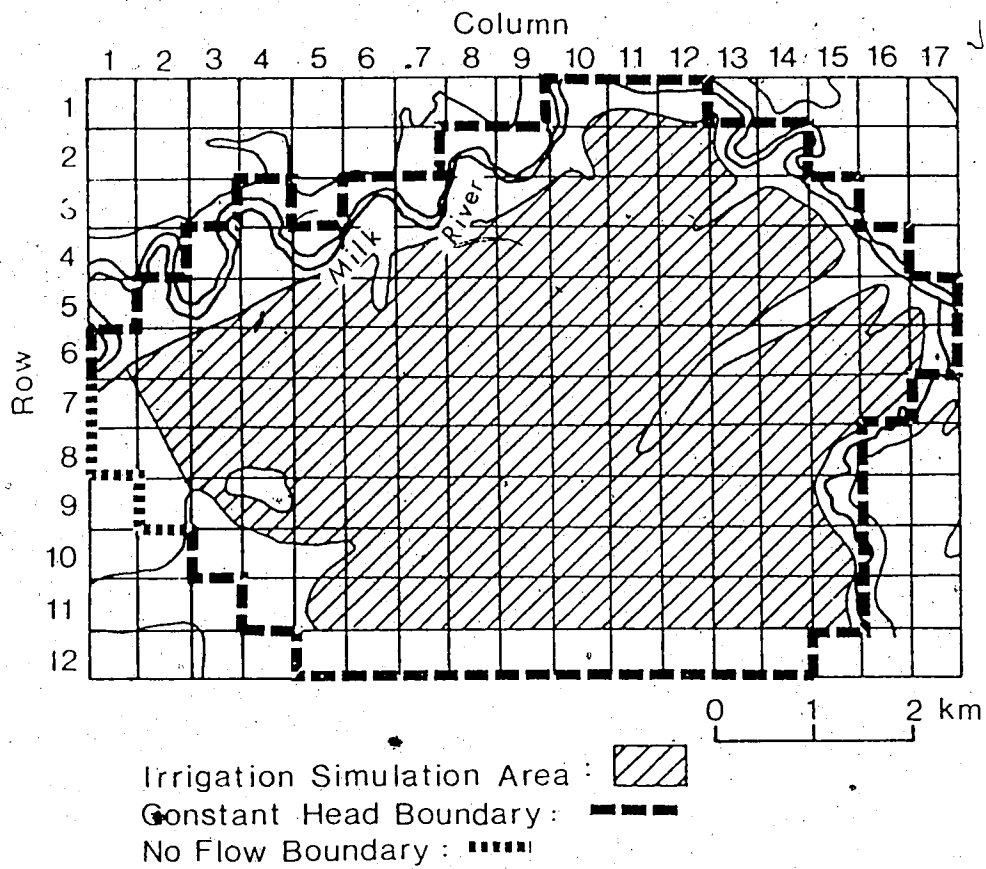 Column
1 2 3 4 5 6 7 8 9 10 11 12 13 14 15 16 17
Row
1
2
3
4
5
6
7
8
9
10
11
12
Milk
River
0 1 2 km
Irrigation Simulation Area :
Constant Head Boundary :
No Flow Boundary :